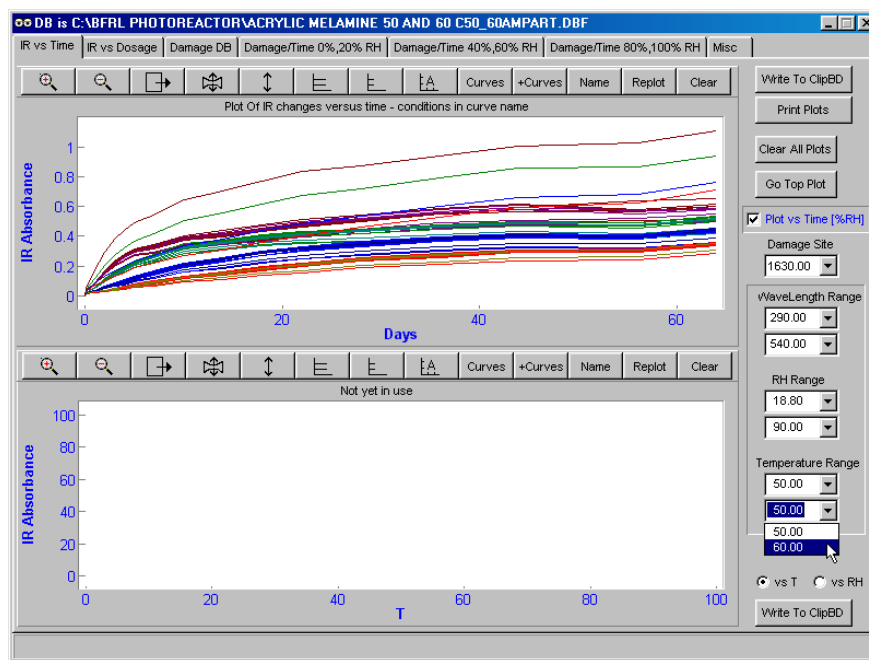 DB is C:\BFRL PHOTOREACTOR\ACRYLIC MELAMINE 50 AND 60 C50_60AMPART.DBF
IR vs Time IR vs Dosage Damage DB Damage/Time 0%,20% RH Damage/Time 40%,60% RH Damage/Time 80%,100% RH Misc
A Curves +Curves Name Replot Clear
Plot Of IR changes versus time - conditions in curve name
IR Absorbance
1
0.8
0.6
0.4
0.2
0
0 20 40 60
Days
A Curves +Curves Name Replot Clear
Not yet in use
IR Absorbance
100
80
60
40
20
0
0 20 40 60 80 100
T
Write To ClipBD
Print Plots
Clear All Plots
Go Top Plot
Plot vs Time [%RH]
Damage Site
1630.00
WaveLength Range
290.00
540.00
RH Range
18.80
90.00
Temperature Range
50.00
50.00
50.00
60.00
vs T vs RH
Write To ClipBD